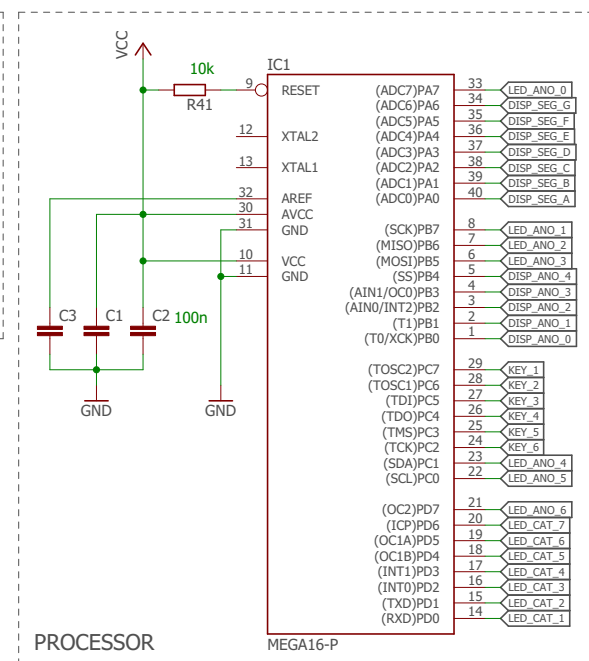 VCC
IC1
10k
R41
9 RESET
12 XTAL2
13 XTAL1
32 AREF
30 AVCC
31 GND
10 VCC
11 GND
(ADC7)PA7 33 LED_ANO_0
(ADC6)PA6 34 DISP_SEG_G
(ADC5)PA5 35 DISP_SEG_F
(ADC4)PA4 36 DISP_SEG_E
(ADC3)PA3 37 DISP_SEG_D
(ADC2)PA2 38 DISP_SEG_C
(ADC1)PA1 39 DISP_SEG_B
(ADC0)PA0 40 DISP_SEG_A
(SCK)PB7 8 LED_ANO_1
(MISO)PB6 7 LED_ANO_2
(MOSI)PB5 6 LED_ANO_3
(SS)PB4 5 DISP_ANO_4
(AIN1/OC0)PB3 4 DISP_ANO_3
(AIN0/INT2)PB2 3 DISP_ANO_2
(T1)PB1 2 DISP_ANO_1
(T0/XCK)PB0 1 DISP_ANO_0
(TOSC2)PC7 29 KEY_1
(TOSC1)PC6 28 KEY_2
(TDI)PC5 27 KEY_3
(TDO)PC4 26 KEY_4
(TMS)PC3 25 KEY_5
(TCK)PC2 24 KEY_6
(SDA)PC1 23 LED_ANO_4
(SCL)PC0 22 LED_ANO_5
(OC2)PD7 21 LED_ANO_6
(ICP)PD6 20 LED_CAT_7
(OC1A)PD5 19 LED_CAT_6
(OC1B)PD4 18 LED_CAT_5
(INT1)PD3 17 LED_CAT_4
(INT0)PD2 16 LED_CAT_3
(TXD)PD1 15 LED_CAT_2
(RXD)PD0 14 LED_CAT_1
C3 C1 C2 100n
GND GND
PROCESSOR
MEGA16-P